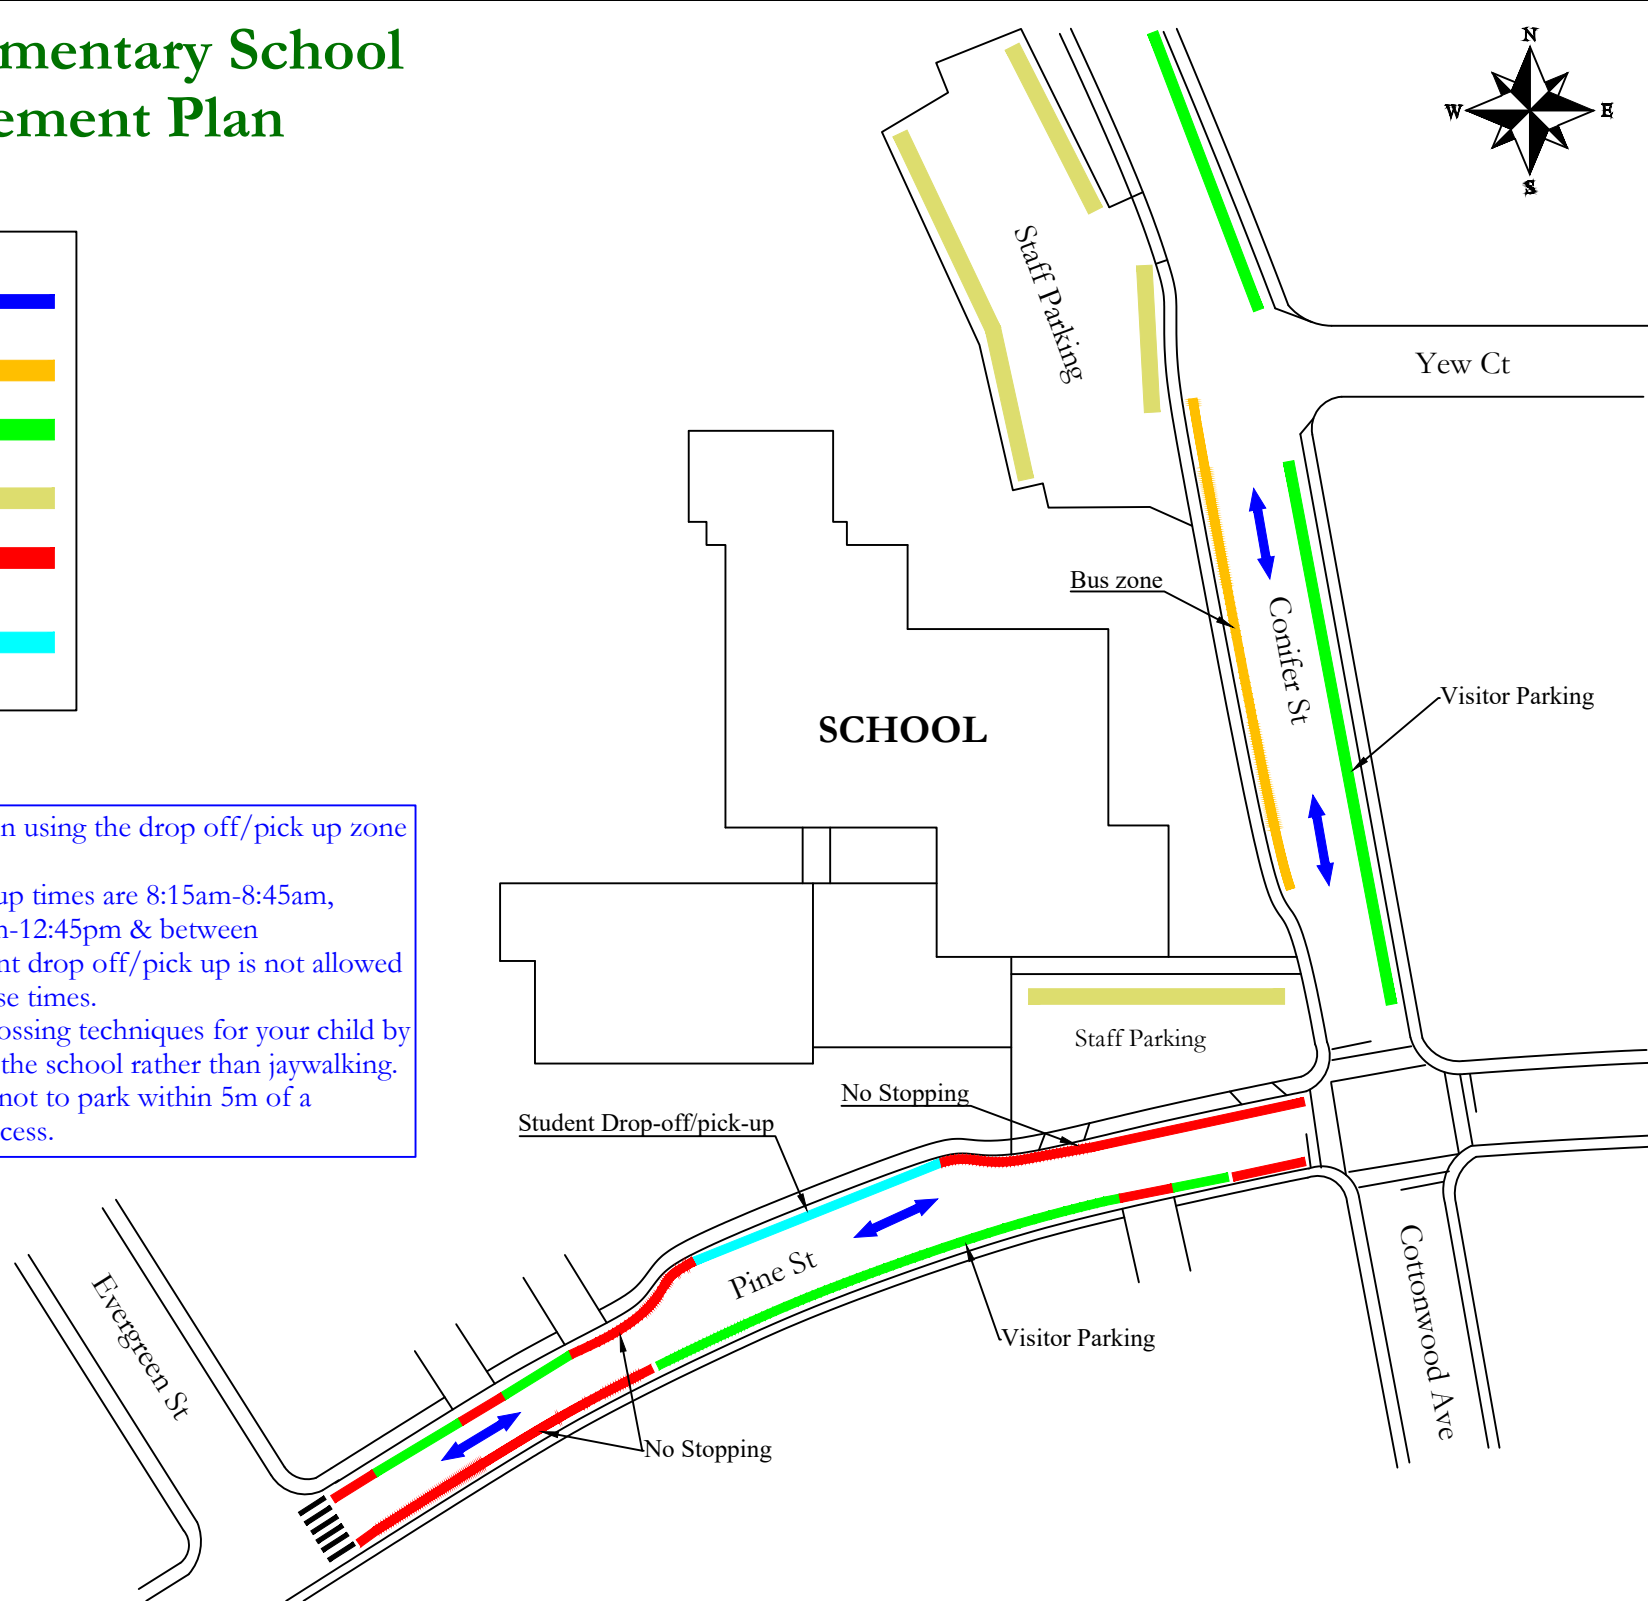 mentary School
ement Plan
N
W
E
S
Staff Parking
Yew Ct
Bus zone
Conifer St
Visitor Parking
SCHOOL
n using the drop off/pick up zone
up times are 8:15am-8:45am,
-12:45pm & between
nt drop off/pick up is not allowed
se times.
ossing techniques for your child by
the school rather than jaywalking.
not to park within 5m of a
cess.
Staff Parking
No Stopping
Student Drop-off/pick-up
Pine St
Evergreen St
Visitor Parking
Cottonwood Ave
No Stopping